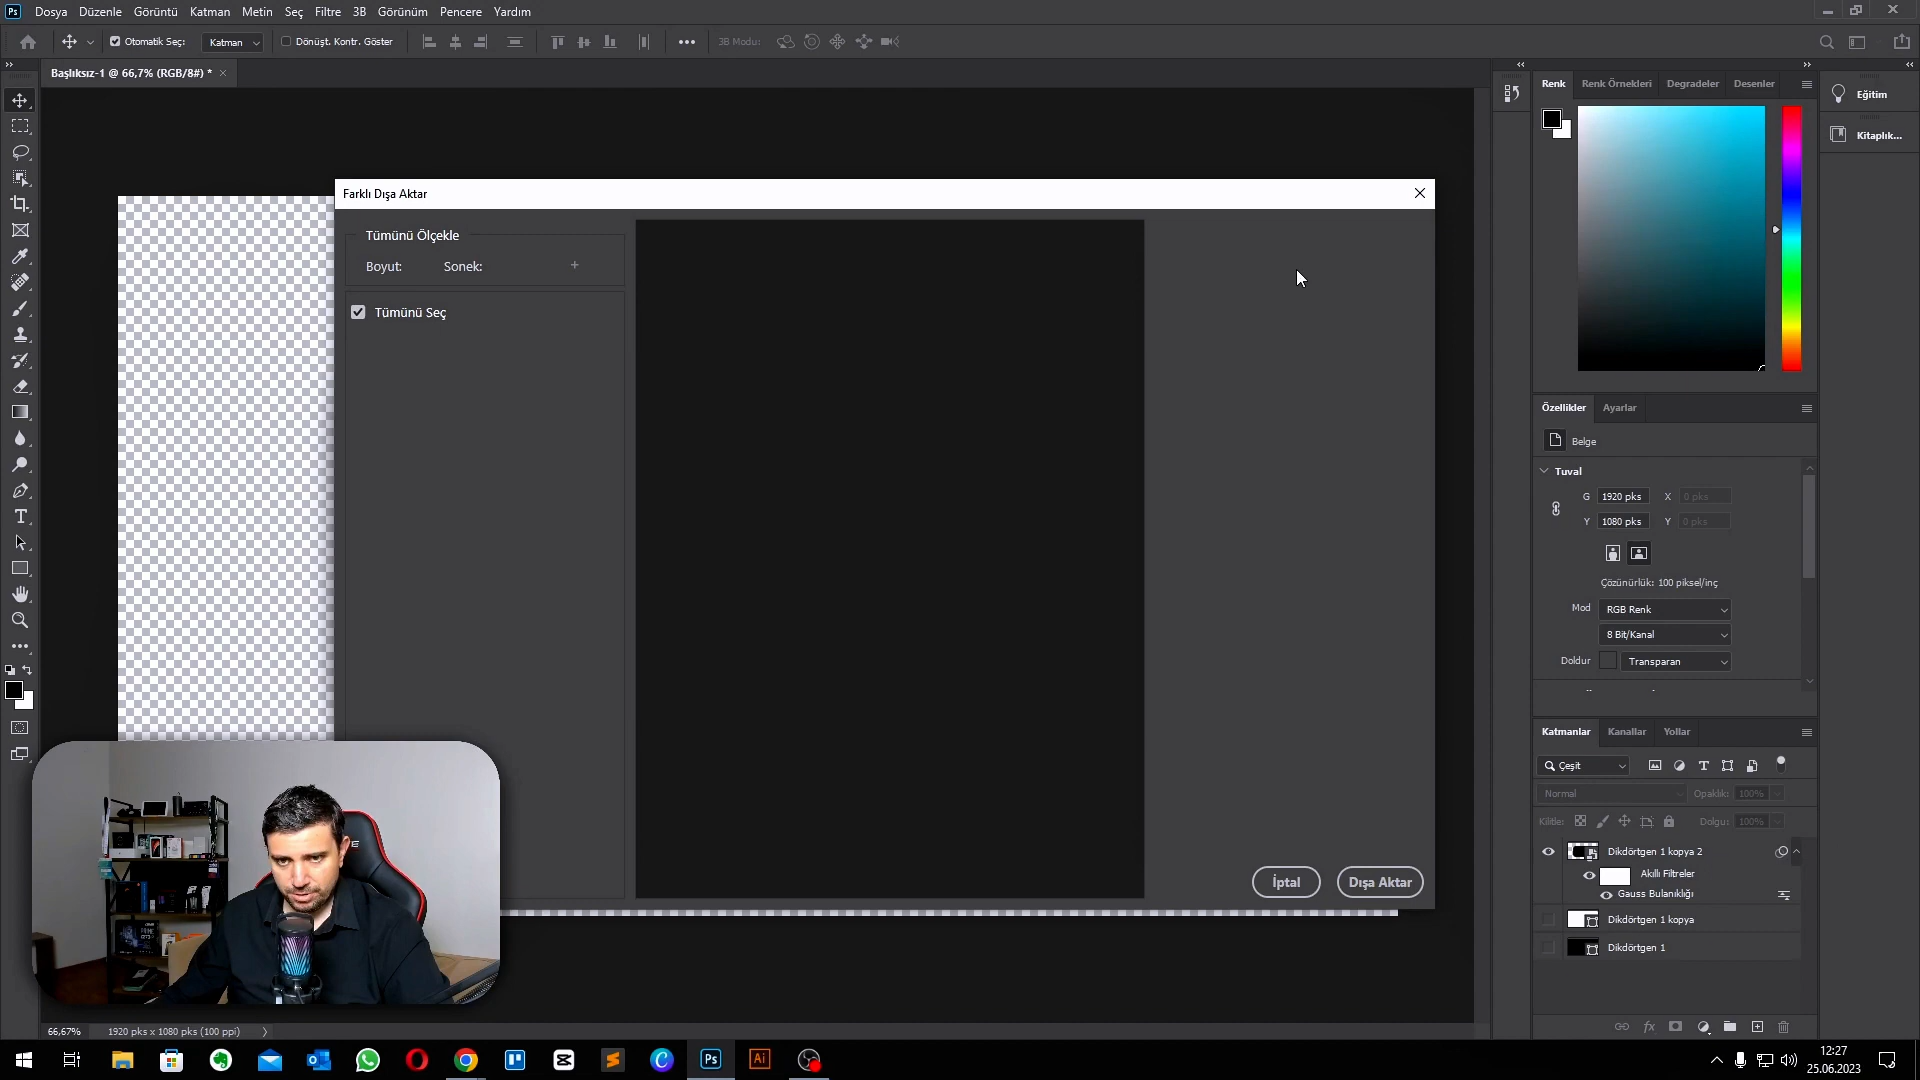 Ps Dosya Düzenle Görüntü Katman Metin Seç Filtre 3B Görünüm Pencere Yardım
Otomatik Seç: Katman Dönüşt. Kontr. Göster 3B Modu:
Başlıksız-1 @ 66,7% (RGB/8#) *
Farklı Dışa Aktar
Tümünü Ölçekle
Boyut: Sonek: +
Tümünü Seç
İptal Dışa Aktar
Renk Renk Örnekleri Degradeler Desenler
Eğitim
Kitaplık...
Özellikler Ayarlar
Belge
Tuval
G 1920 pks X 0 pks
Y 1080 pks Y 0 pks
Çözünürlük: 100 piksel/inç
Mod RGB Renk
8 Bit/Kanal
Doldur Transparan
Katmanlar Kanallar Yollar
Çeşit
Normal Opaklık: 100%
Kilitle: Dolgu: 100%
Dikdörtgen 1 kopya 2
Akıllı Filtreler
Gauss Bulanıklığı
Dikdörtgen 1 kopya
Dikdörtgen 1
fx
66,67% 1920 pks x 1080 pks (100 ppi)
Ps Ai
12:27
25.06.2023